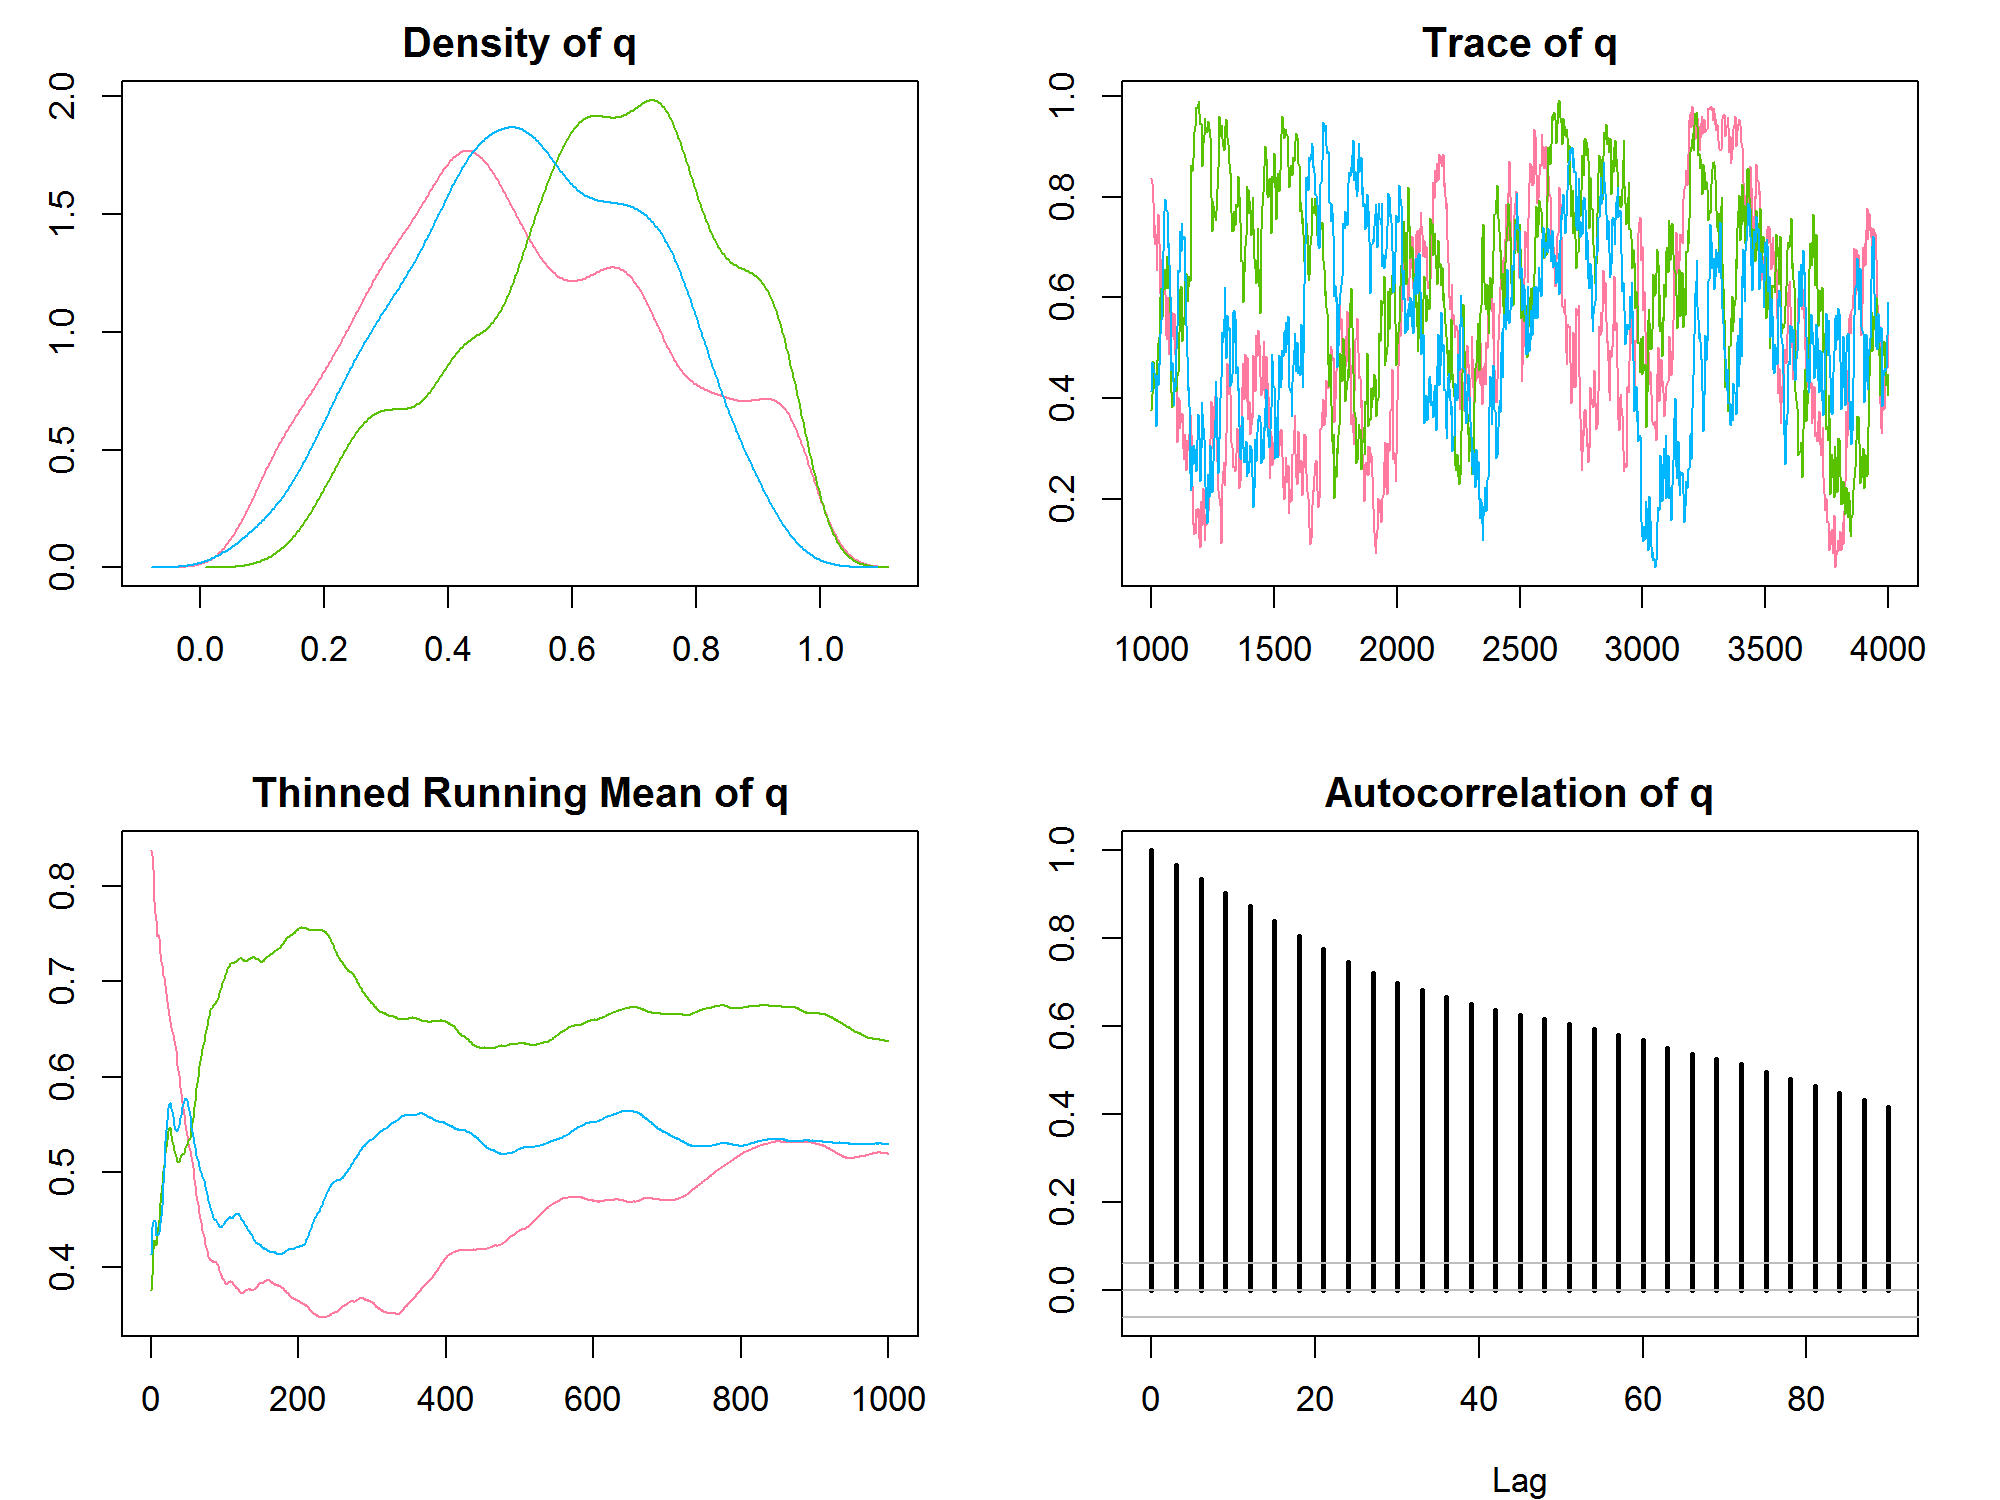 Density of q
2.0
1.5
1.0
0.5
0.0
0.0 0.2 0.4 0.6 0.8 1.0
Trace of q
1.0
0.8
0.6
0.4
0.2
1000 1500 2000 2500 3000 3500 4000
Thinned Running Mean of q
0.8
0.7
0.6
0.5
0.4
0 200 400 600 800 1000
Autocorrelation of q
1.0
0.8
0.6
0.4
0.2
0.0
0 20 40 60 80
Lag